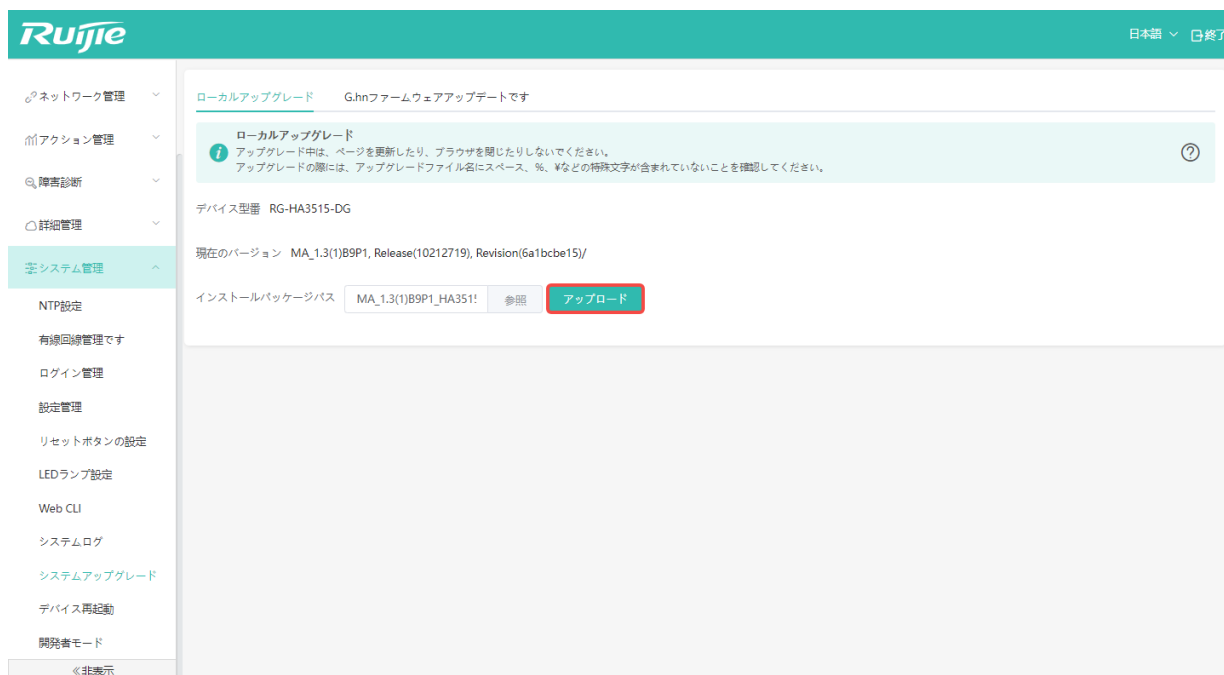 Ruijie
日本語
終了
ネットワーク管理
アクション管理
障害診断
詳細管理
システム管理
NTP設定
有線回線管理です
ログイン管理
設定管理
リセットボタンの設定
LEDランプ設定
Web CLI
システムログ
システムアップグレード
デバイス再起動
開発者モード
≪非表示
ローカルアップグレード G.hnファームウェアアップデートです
ローカルアップグレード
アップグレード中は、ページを更新したり、ブラウザを閉じたりしないでください。
アップグレードの際には、アップグレードファイル名にスペース、%、¥などの特殊文字が含まれていないことを確認してください。
デバイス型番 RG-HA3515-DG
現在のバージョン MA_1.3(1)B9P1, Release(10212719), Revision(6a1bcbe15)/
インストールパッケージパス MA_1.3(1)B9P1_HA351 参照 アップロード